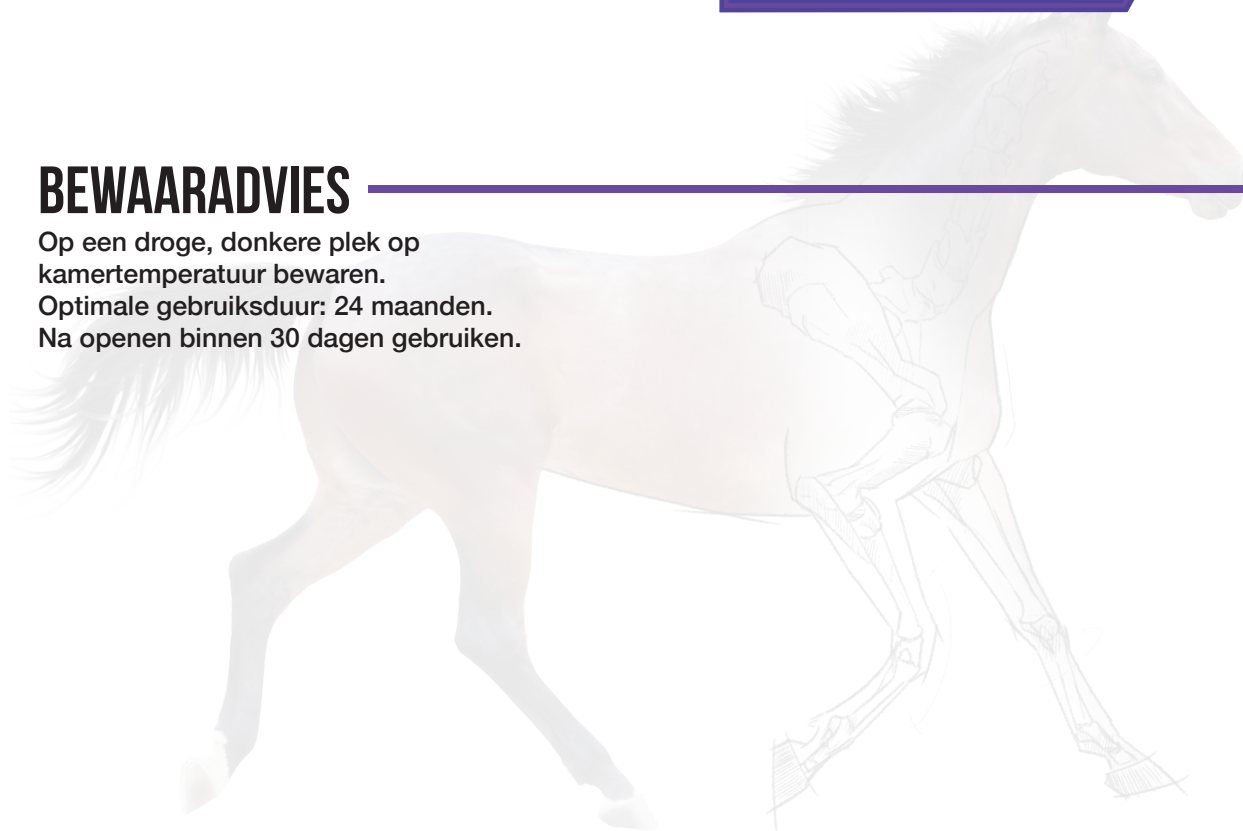 BEWAARADVIES
Op een droge, donkere plek op
kamertemperatuur bewaren.
Optimale gebruiksduur: 24 maanden.
Na openen binnen 30 dagen gebruiken.